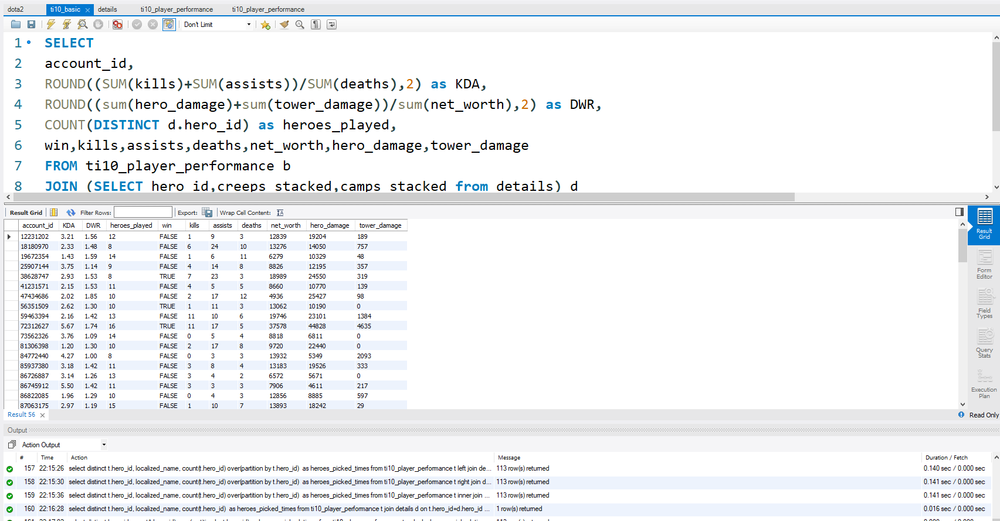 dota2 ti10_basic details ti10_player_performance ti10_player_performance
Don't Limit
1 SELECT
2 account_id,
3 ROUND((SUM(kills)+SUM(assists))/SUM(deaths),2) as KDA,
4 ROUND((sum(hero_damage)+sum(tower_damage))/sum(net_worth),2) as DWR,
5 COUNT(DISTINCT d.hero_id) as heroes_played,
6 win,kills,assists,deaths,net_worth,hero_damage,tower_damage
7 FROM ti10_player_performance b
8 JOIN (SELECT hero_id,creeps_stacked,camps_stacked from details) d
Result Grid Filter Rows: Export: Wrap Cell Content:
account_id KDA DWR heroes_played win kills assists deaths net_worth hero_damage tower_damage
12231202 3.21 1.56 12 FALSE 1 9 3 12839 19204 189
18180970 2.33 1.48 8 FALSE 6 24 10 13276 14050 757
19672354 1.43 1.59 14 FALSE 1 6 11 6279 10329 48
25907144 3.75 1.14 9 FALSE 4 14 8 8826 12195 357
38628747 2.93 1.53 8 TRUE 7 23 3 18989 24550 319
41231571 2.15 1.53 11 FALSE 4 5 5 8660 10770 139
47434686 2.02 1.85 10 FALSE 2 17 12 4936 25427 98
56351509 2.62 1.30 10 TRUE 1 11 3 13062 10190 0
59463394 2.16 1.42 13 FALSE 11 10 6 19746 23101 1384
72312627 5.67 1.74 16 TRUE 11 17 5 37578 44828 4635
73562326 3.76 1.09 14 FALSE 0 5 4 8818 6811 0
81306398 1.20 1.30 10 FALSE 2 17 8 9720 22440 0
84772440 4.27 1.00 8 FALSE 0 3 3 13932 5349 2093
85937380 3.18 1.42 11 FALSE 3 8 4 13183 19526 333
86726887 3.14 1.26 13 FALSE 3 4 2 6572 5671 0
86745912 5.50 1.42 11 FALSE 3 3 3 7906 4611 217
86822085 1.96 1.29 10 FALSE 0 4 3 12856 8885 597
87063175 2.97 1.19 15 FALSE 1 10 7 13893 18242 29
Result Grid
Form Editor
Field Types
Query Stats
Execution Plan
Result 56 Read Only
Output
Action Output
# Time Action Message Duration / Fetch
157 22:15:26 select distinct t.hero_id, localized_name, count(t.hero_id) over(partition by t.hero_id) as heroes_picked_times from ti10_player_performance t left join de... 113 row(s) returned 0.140 sec / 0.000 sec
158 22:15:30 select distinct t.hero_id, localized_name, count(t.hero_id) over(partition by t.hero_id) as heroes_picked_times from ti10_player_performance t right join d... 113 row(s) returned 0.141 sec / 0.000 sec
159 22:15:36 select distinct t.hero_id, localized_name, count(t.hero_id) over(partition by t.hero_id) as heroes_picked_times from ti10_player_performance t inner join ... 113 row(s) returned 0.141 sec / 0.000 sec
160 22:16:28 select distinct t.hero_id, localized_name, count(t.hero_id) as heroes_picked_times from ti10_player_performance t join details d on t.hero_id=d.hero_id ... 1 row(s) returned 0.016 sec / 0.000 sec